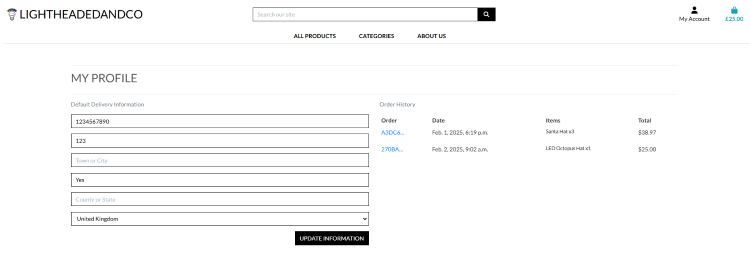 LIGHTHEADEDANDCO
Search our site
My Account
£25.00
ALL PRODUCTS
CATEGORIES
ABOUT US
MY PROFILE
Default Delivery Information
1234567890
123
Town or City
Yes
County or State
United Kingdom
UPDATE INFORMATION
Order History
Order Date Items Total
A3DC6... Feb. 1, 2025, 6:19 p.m. Santa Hat x3 $38.97
270BA... Feb. 2, 2025, 9:02 a.m. LED Octopus Hat x1 $25.00